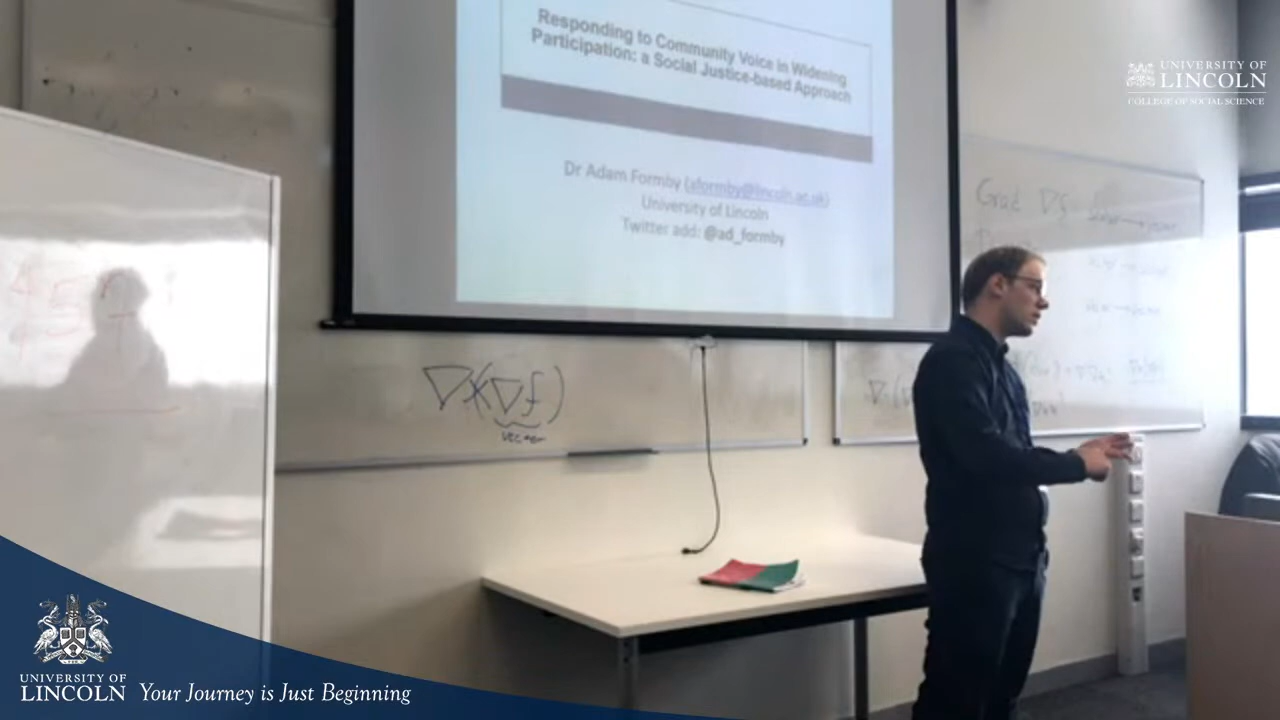 Responding to Community Voice in Widening
Participation: a Social Justice-based Approach
Dr Adam Formby (aformby@lincoln.ac.uk)
University of Lincoln
Twitter add: @ad_formby
UNIVERSITY OF
LINCOLN
COLLEGE OF SOCIAL SCIENCE
Grad ∇f
∇×(∇f)
vector
UNIVERSITY OF
LINCOLN
Your Journey is Just Beginning